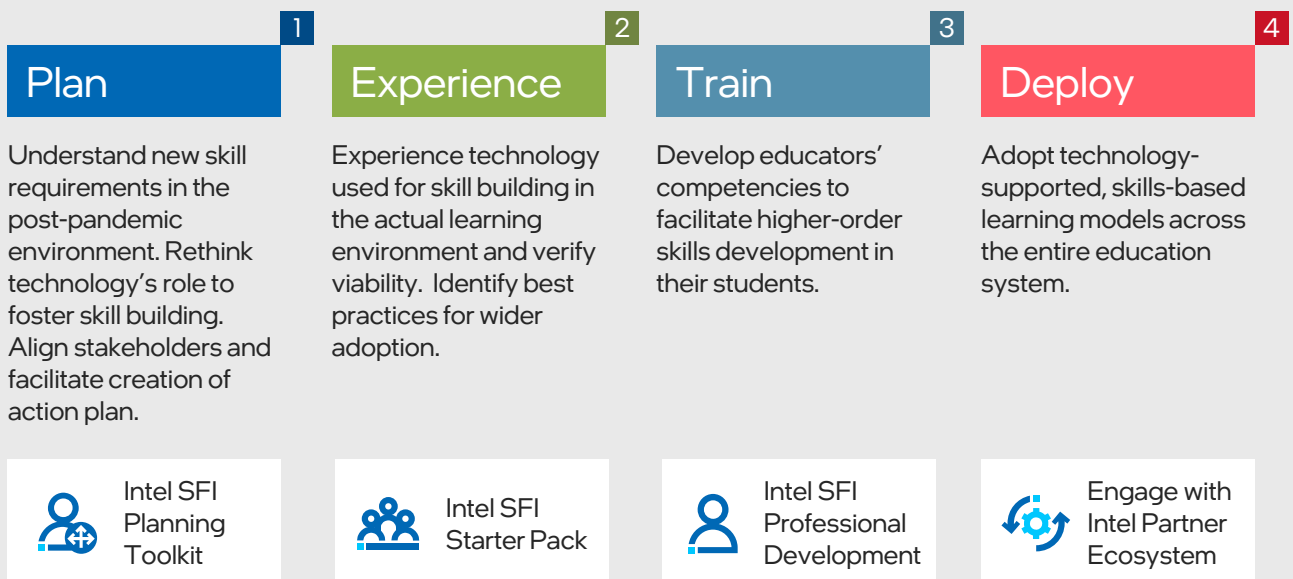 1
Plan
Understand new skill
requirements in the
post-pandemic
environment. Rethink
technology's role to
foster skill building.
Align stakeholders and
facilitate creation of
action plan.
Intel SFI
Planning
Toolkit
2
Experience
Experience technology
used for skill building in
the actual learning
environment and verify
viability.  Identify best
practices for wider
adoption.
Intel SFI
Starter Pack
3
Train
Develop educators'
competencies to
facilitate higher-order
skills development in
their students.
Intel SFI
Professional
Development
4
Deploy
Adopt technology-
supported, skills-based
learning models across
the entire education
system.
Engage with
Intel Partner
Ecosystem